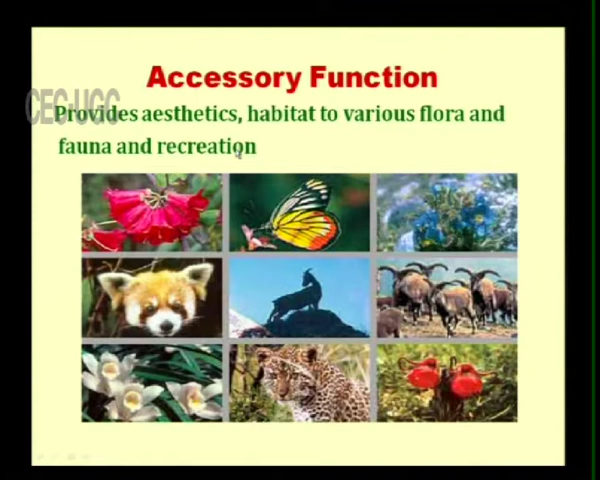 Accessory Function
CEC-UGC
Provides aesthetics, habitat to various flora and
fauna and recreation